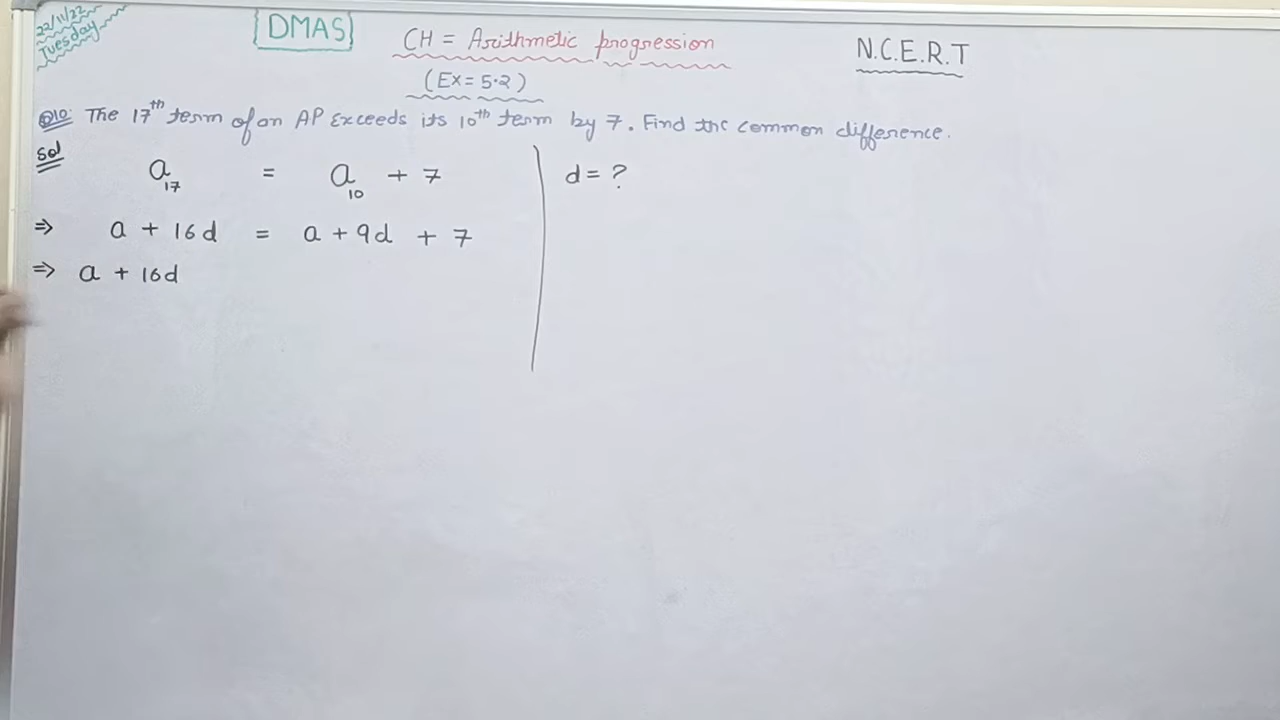 22/11/22
Tuesday
DMAS
CH = Arithmetic progression
N.C.E.R.T
(Ex = 5.2)
Q10: The 17th term of an AP Exceeds its 10th term by 7. Find the common difference.
Sol
a17 = a10 + 7
d = ?
⇒ a + 16d = a + 9d + 7
⇒ a + 16d